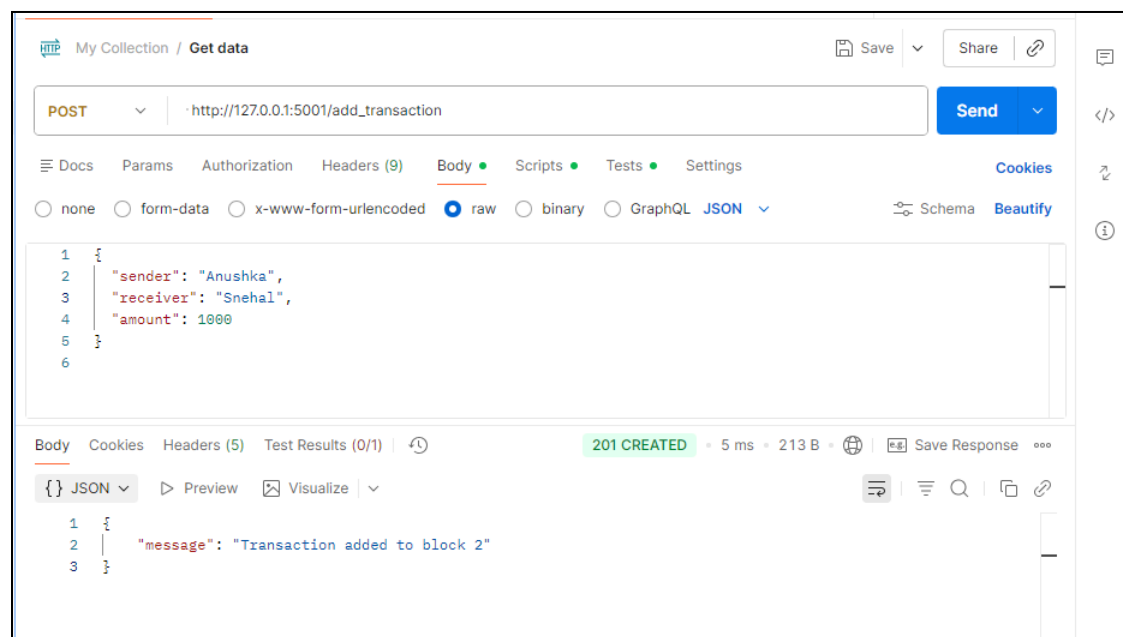 HTTP My Collection / Get data Save Share
POST http://127.0.0.1:5001/add_transaction Send
Docs Params Authorization Headers (9) Body Scripts Tests Settings Cookies
none form-data x-www-form-urlencoded raw binary GraphQL JSON Schema Beautify
1 {
2 "sender": "Anushka",
3 "receiver": "Snehal",
4 "amount": 1000
5 }
6
Body Cookies Headers (5) Test Results (0/1) 201 CREATED 5 ms 213 B e.g. Save Response
{} JSON Preview Visualize
1 {
2 "message": "Transaction added to block 2"
3 }